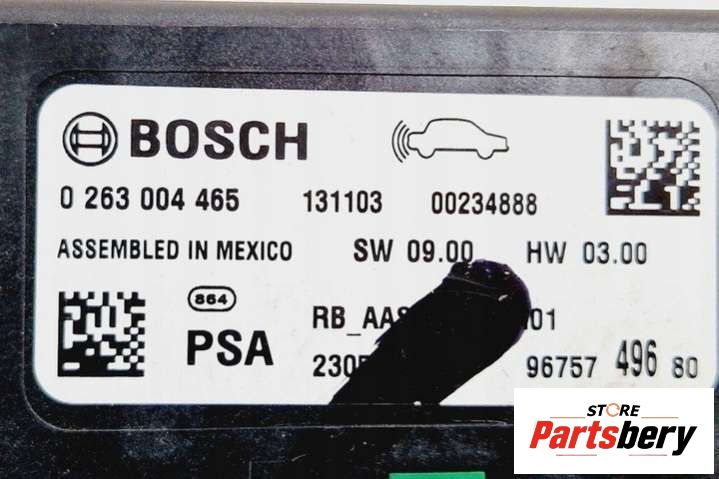 BOSCH
0 263 004 465 131103 00234888
ASSEMBLED IN MEXICO SW 09.00 HW 03.00
864
PSA
96757 496 80
STORE
Partsbery